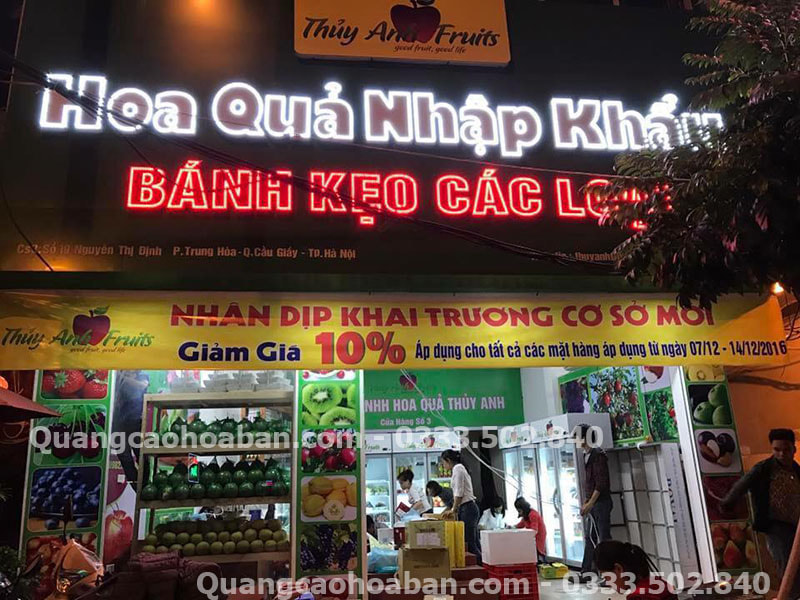 Thủy Anh Fruits
good fruit, good life
Hoa Quả Nhập Khẩu
BÁNH KẸO CÁC LOẠI
Cs3: Số 19 Nguyễn Thị Định P.Trung Hòa-Q.Cầu Giấy - TP.Hà Nội
NHÂN DỊP KHAI TRƯƠNG CƠ SỞ MỚI
Thủy Anh Fruits
good fruit, good life
Giảm Gia 10% Áp dụng cho tất cả các mặt hàng áp dụng từ ngày 07/12 - 14/12/2016
NHH HOA QUẢ THỦY ANH
Cửa Hàng Số 3
Quangcaohoaban.com - 0333.502.840
Quangcaohoaban.com - 0333.502.840